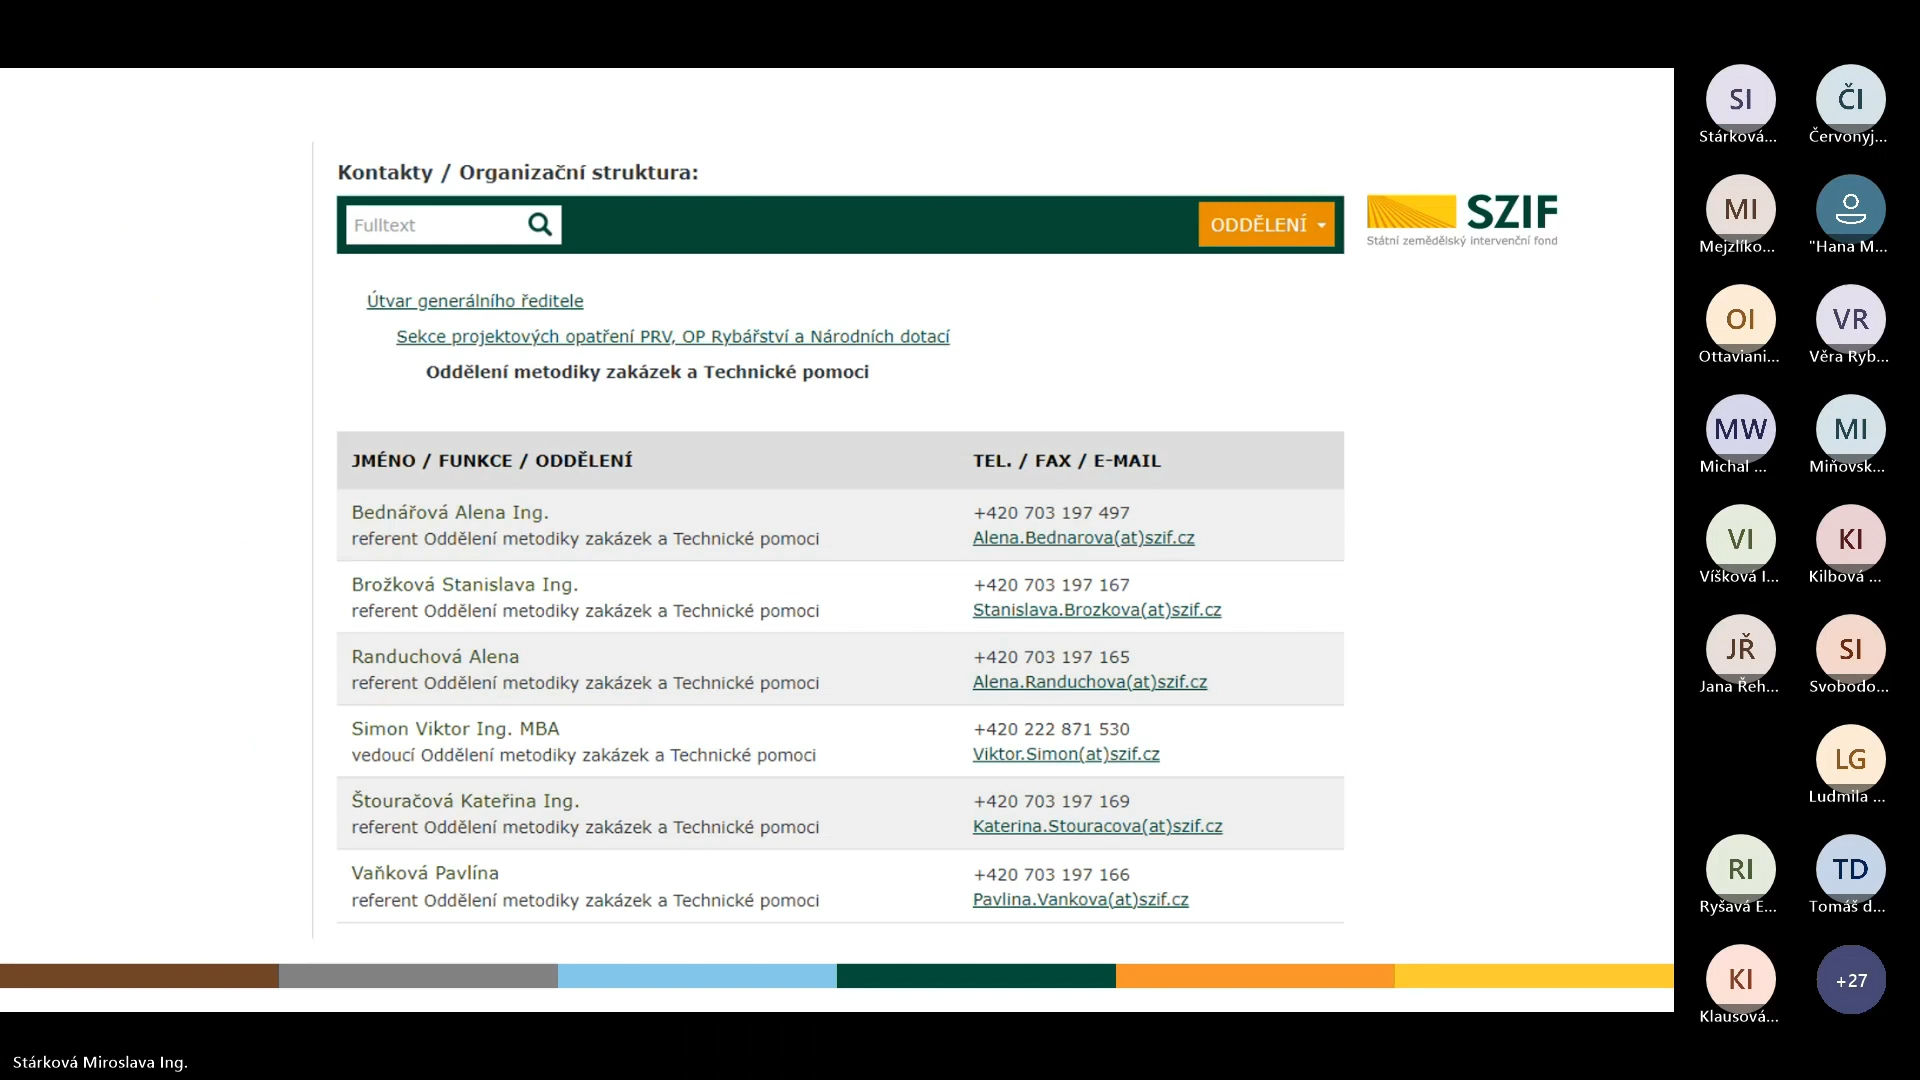 Kontakty / Organizační struktura:
Fulltext
ODDĚLENÍ
SZIF
Státní zemědělský intervenční fond
Útvar generálního ředitele
Sekce projektových opatření PRV, OP Rybářství a Národních dotací
Oddělení metodiky zakázek a Technické pomoci
JMÉNO / FUNKCE / ODDĚLENÍ
TEL. / FAX / E-MAIL
Bednářová Alena Ing.
+420 703 197 497
referent Oddělení metodiky zakázek a Technické pomoci
Alena.Bednarova(at)szif.cz
Brožková Stanislava Ing.
+420 703 197 167
referent Oddělení metodiky zakázek a Technické pomoci
Stanislava.Brozkova(at)szif.cz
Randuchová Alena
+420 703 197 165
referent Oddělení metodiky zakázek a Technické pomoci
Alena.Randuchova(at)szif.cz
Simon Viktor Ing. MBA
+420 222 871 530
vedoucí Oddělení metodiky zakázek a Technické pomoci
Viktor.Simon(at)szif.cz
Štouračová Kateřina Ing.
+420 703 197 169
referent Oddělení metodiky zakázek a Technické pomoci
Katerina.Stouracova(at)szif.cz
Vaňková Pavlína
+420 703 197 166
referent Oddělení metodiky zakázek a Technické pomoci
Pavlina.Vankova(at)szif.cz
SI
Stárková...
ČI
Červonyj...
MI
Mejzlíko...
"Hana M...
OI
Ottaviani...
VR
Věra Ryb...
MW
Michal ...
MI
Miňovsk...
VI
Víšková I...
KI
Kilbová ...
JŘ
Jana Řeh...
SI
Svobodo...
LG
Ludmila ...
RI
Ryšavá E...
TD
Tomáš d...
KI
Klausová...
+27
Stárková Miroslava Ing.